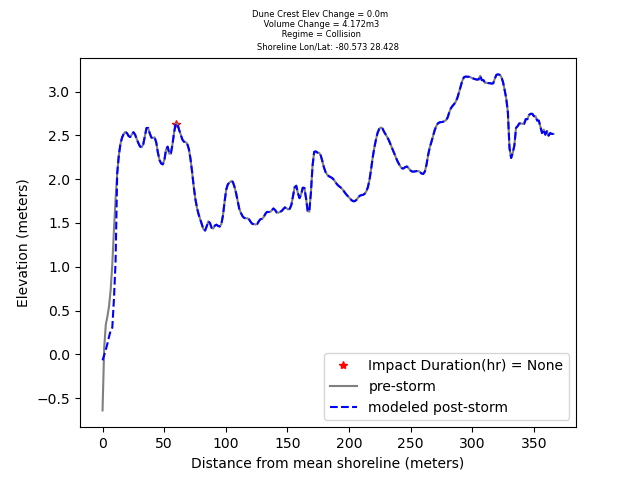 Dune Crest Elev Change = 0.0m
Volume Change = 4.172m3
Regime = Collision
Shoreline Lon/Lat: -80.573 28.428
3.0
2.5
2.0
1.5
1.0
0.5
0.0
−0.5
Elevation (meters)
Impact Duration(hr) = None
pre-storm
modeled post-storm
0 50 100 150 200 250 300 350
Distance from mean shoreline (meters)